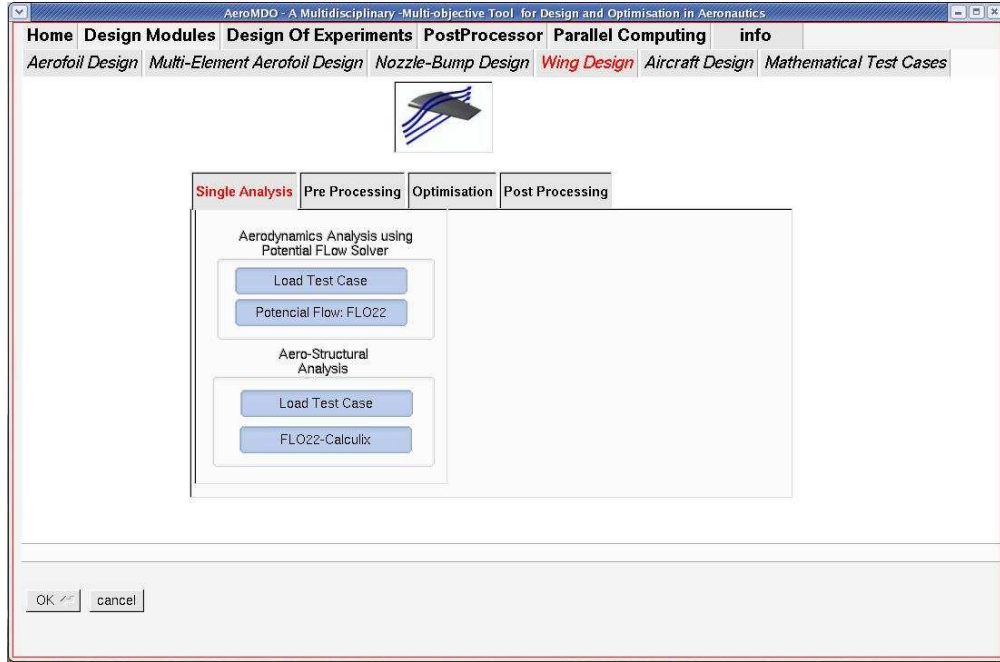 AeroMDO - A Multidisciplinary -Multi-objective Tool for Design and Optimisation in Aeronautics
Home Design Modules Design Of Experiments PostProcessor Parallel Computing info
Aerofoil Design Multi-Element Aerofoil Design Nozzle-Bump Design Wing Design Aircraft Design Mathematical Test Cases
Single Analysis Pre Processing Optimisation Post Processing
Aerodynamics Analysis using
Potential FLow Solver
Load Test Case
Potencial Flow: FLO22
Aero-Structural
Analysis
Load Test Case
FLO22-Calculix
OK cancel